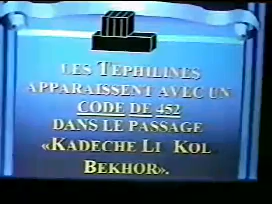 LES TEPHILINES
APPARAISSENT AVEC UN
CODE DE 452
DANS LE PASSAGE
«KADECHE LI KOL
BEKHOR».